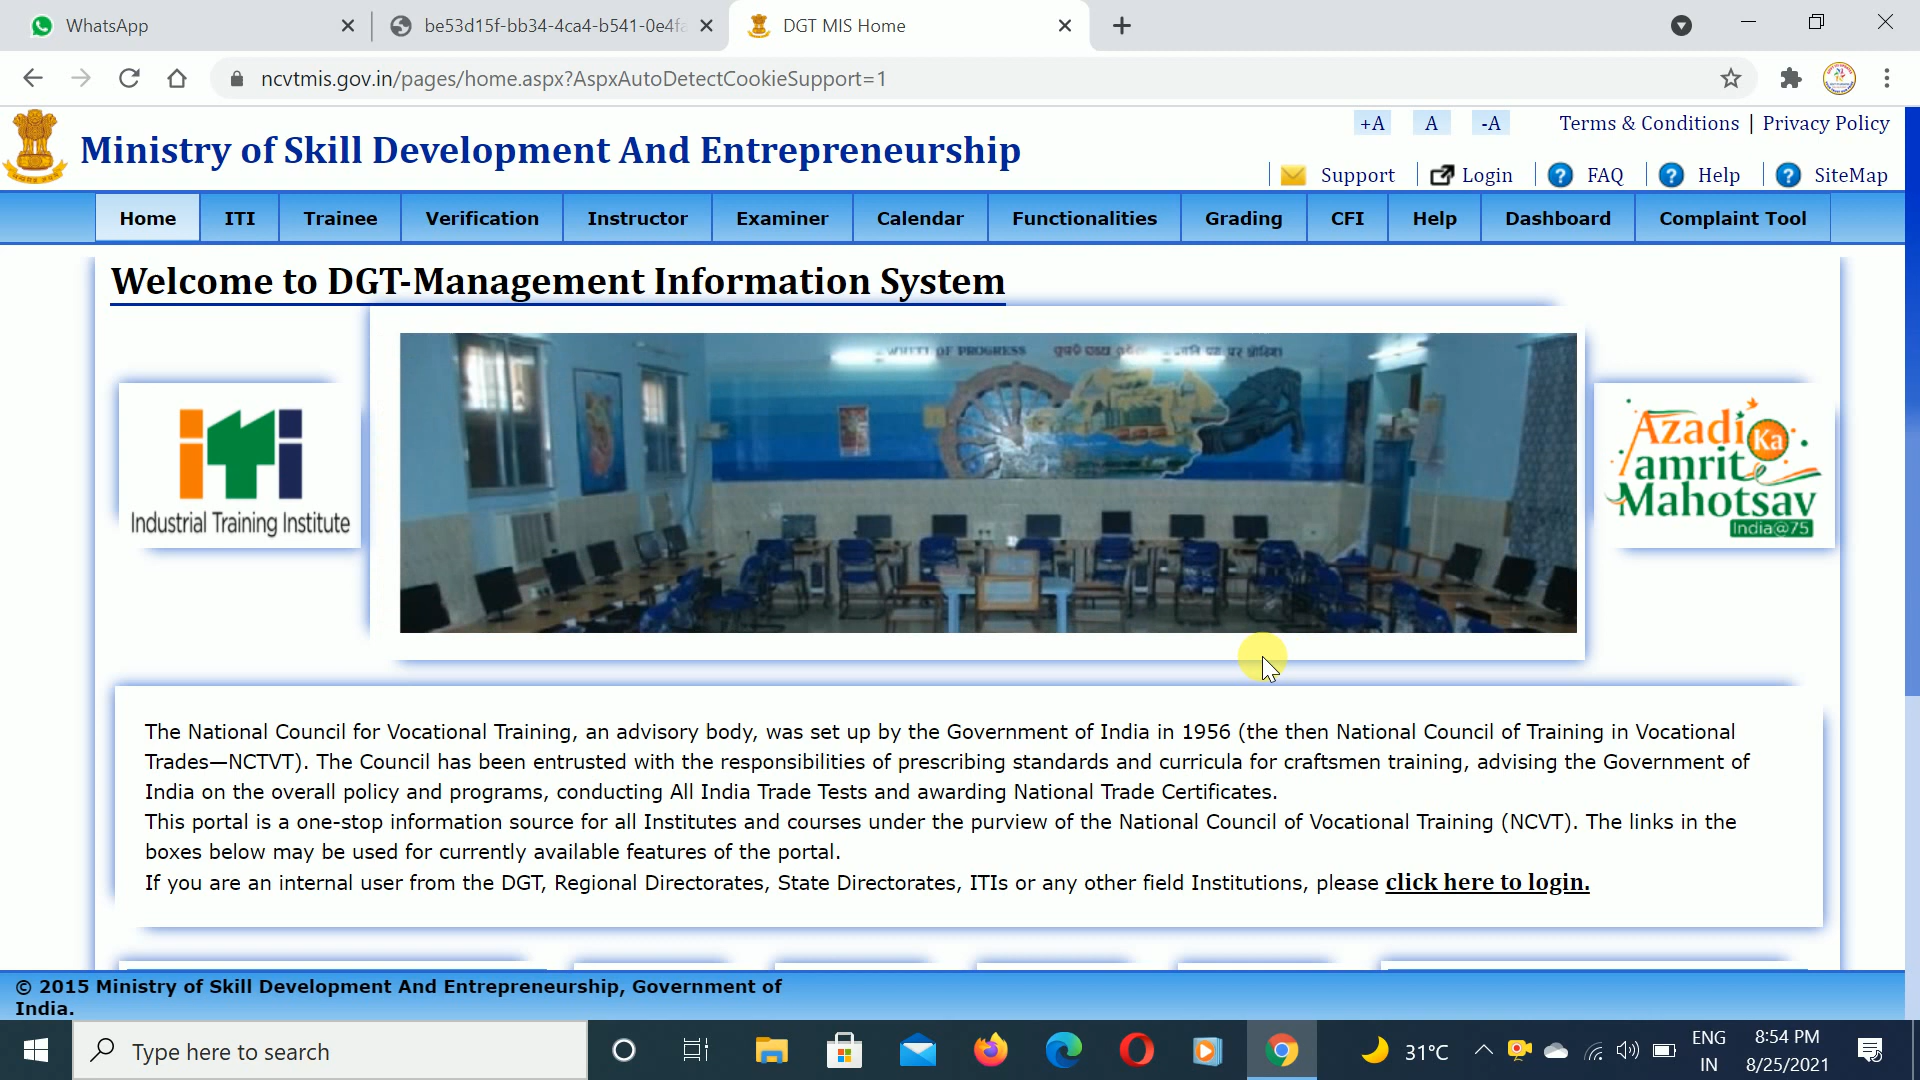 WhatsApp
be53d15f-bb34-4ca4-b541-0e4fa
DGT MIS Home
ncvtmis.gov.in/pages/home.aspx?AspxAutoDetectCookieSupport=1
+A A -A Terms & Conditions | Privacy Policy
Ministry of Skill Development And Entrepreneurship
Support Login FAQ Help SiteMap
Home ITI Trainee Verification Instructor Examiner Calendar Functionalities Grading CFI Help Dashboard Complaint Tool
Welcome to DGT-Management Information System
OF PROGRESS
iTi
Industrial Training Institute
Azadi Ka
amrit
Mahotsav
India@75
The National Council for Vocational Training, an advisory body, was set up by the Government of India in 1956 (the then National Council of Training in Vocational
Trades—NCTVT). The Council has been entrusted with the responsibilities of prescribing standards and curricula for craftsmen training, advising the Government of
India on the overall policy and programs, conducting All India Trade Tests and awarding National Trade Certificates.
This portal is a one-stop information source for all Institutes and courses under the purview of the National Council of Vocational Training (NCVT). The links in the
boxes below may be used for currently available features of the portal.
If you are an internal user from the DGT, Regional Directorates, State Directorates, ITIs or any other field Institutions, please click here to login.
© 2015 Ministry of Skill Development And Entrepreneurship, Government of
India.
Type here to search
31°C
ENG
IN
8:54 PM
8/25/2021